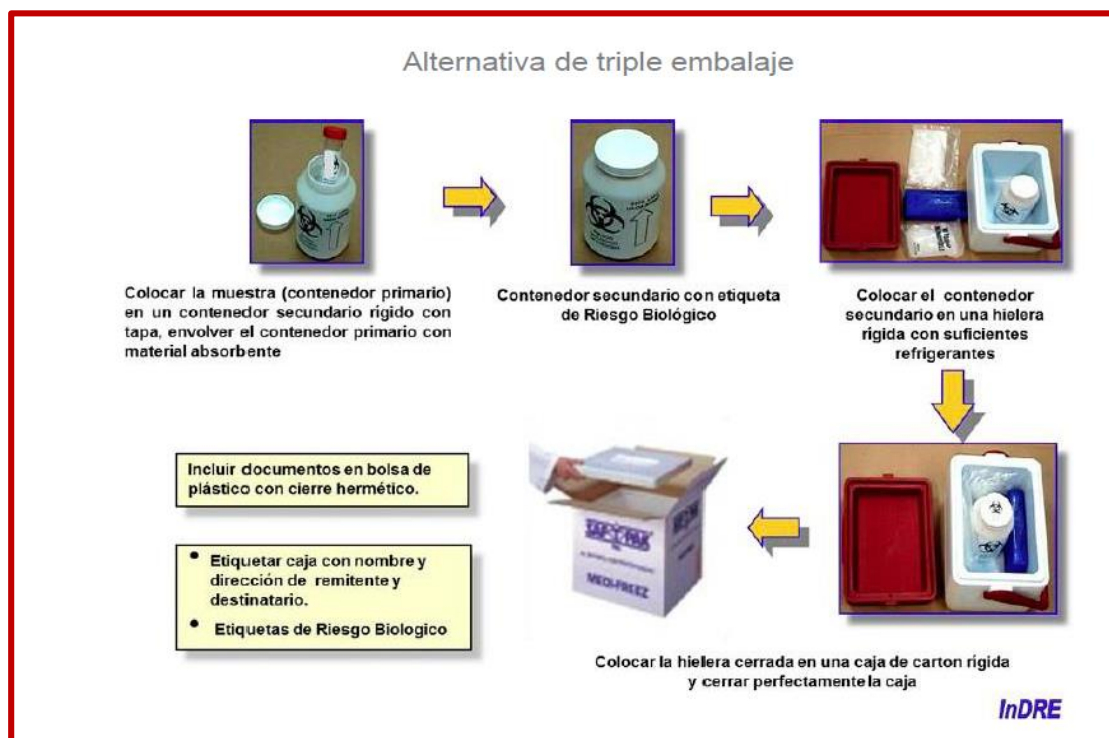 Alternativa de triple embalaje
Colocar la muestra (contenedor primario)
en un contenedor secundario rígido con
tapa, envolver el contenedor primario con
material absorbente
Contenedor secundario con etiqueta
de Riesgo Biológico
Colocar el contenedor
secundario en una hielera
rígida con suficientes
refrigerantes
Incluir documentos en bolsa de
plástico con cierre hermético.
• Etiquetar caja con nombre y
dirección de remitente y
destinatario.
• Etiquetas de Riesgo Biologico
MEDI-FREEZ
Colocar la hielera cerrada en una caja de carton rígida
y cerrar perfectamente la caja
InDRE